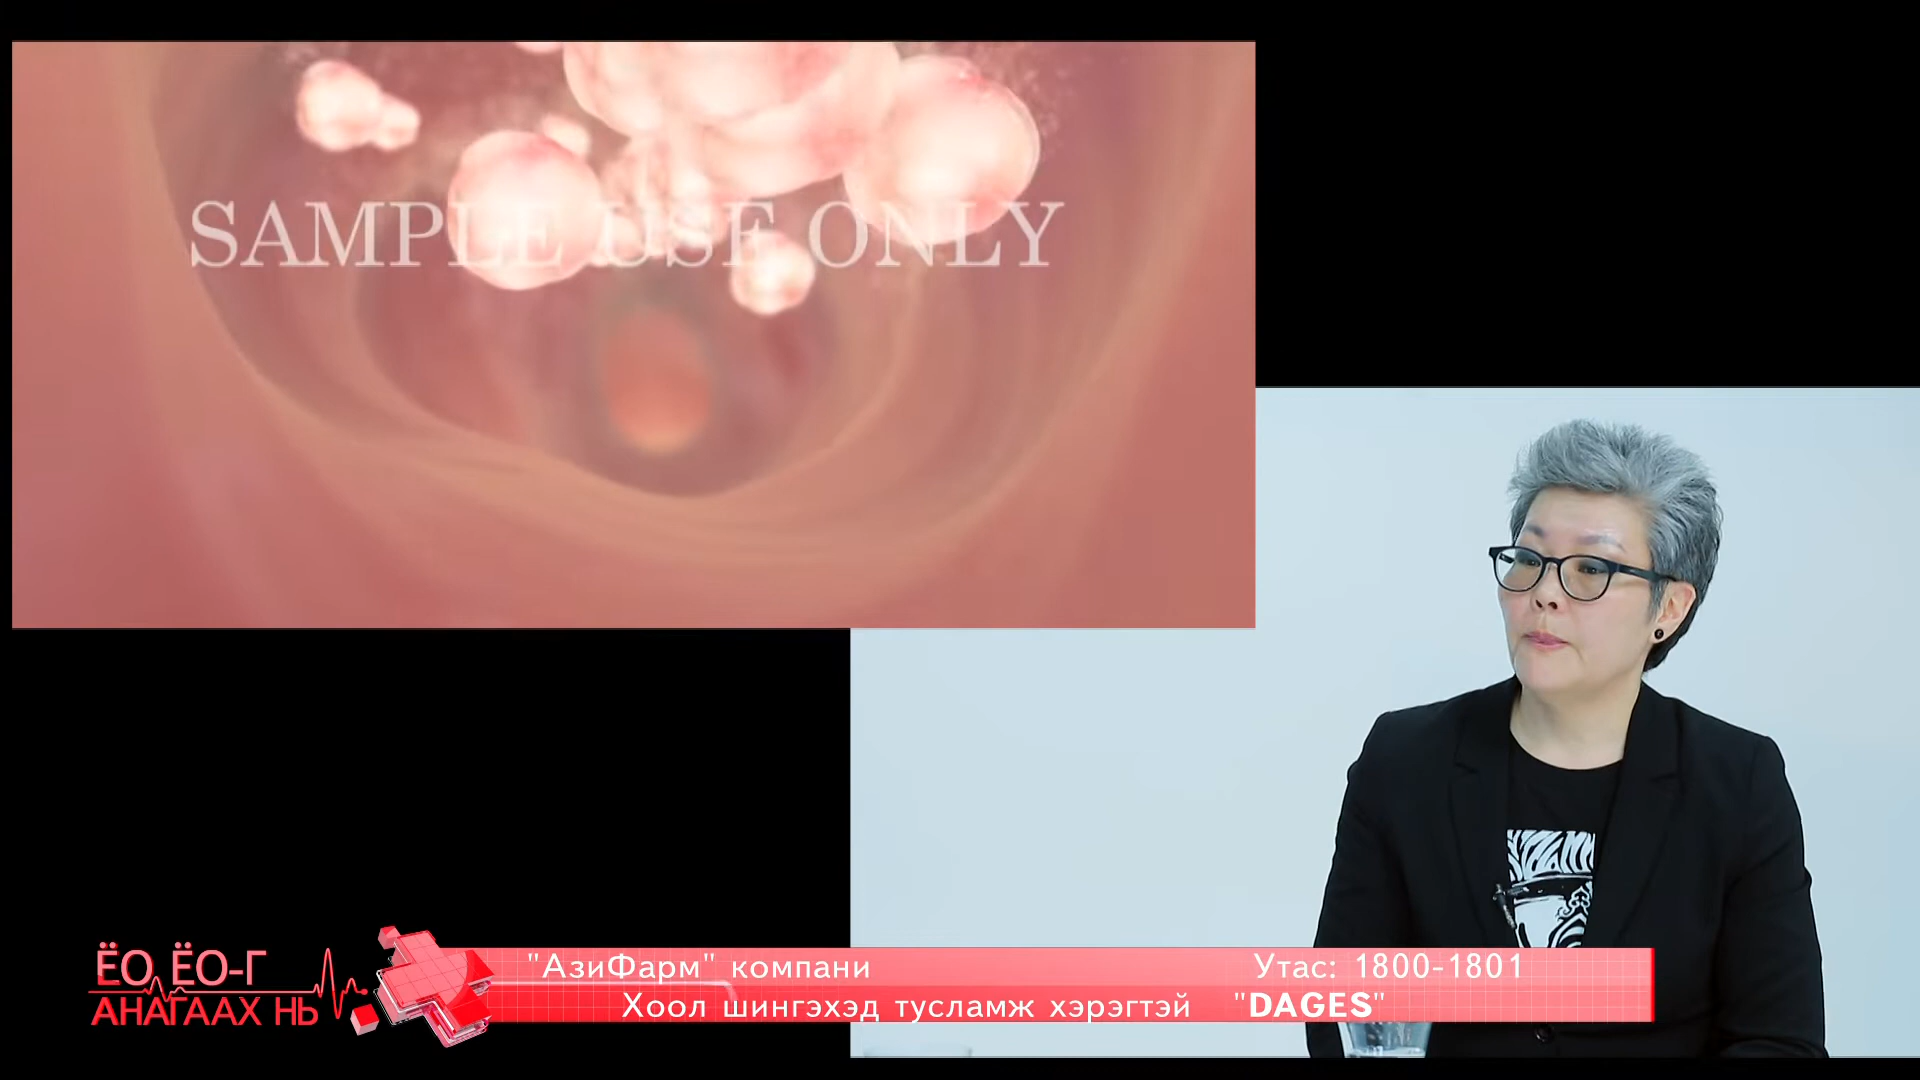 SAMPLE USE ONLY
ЁО, ЁО-Г
АНАГААХ НЬ
"АзиФарм" компани
Утас: 1800-1801
Хоол шингэхэд тусламж хэрэгтэй "DAGES"